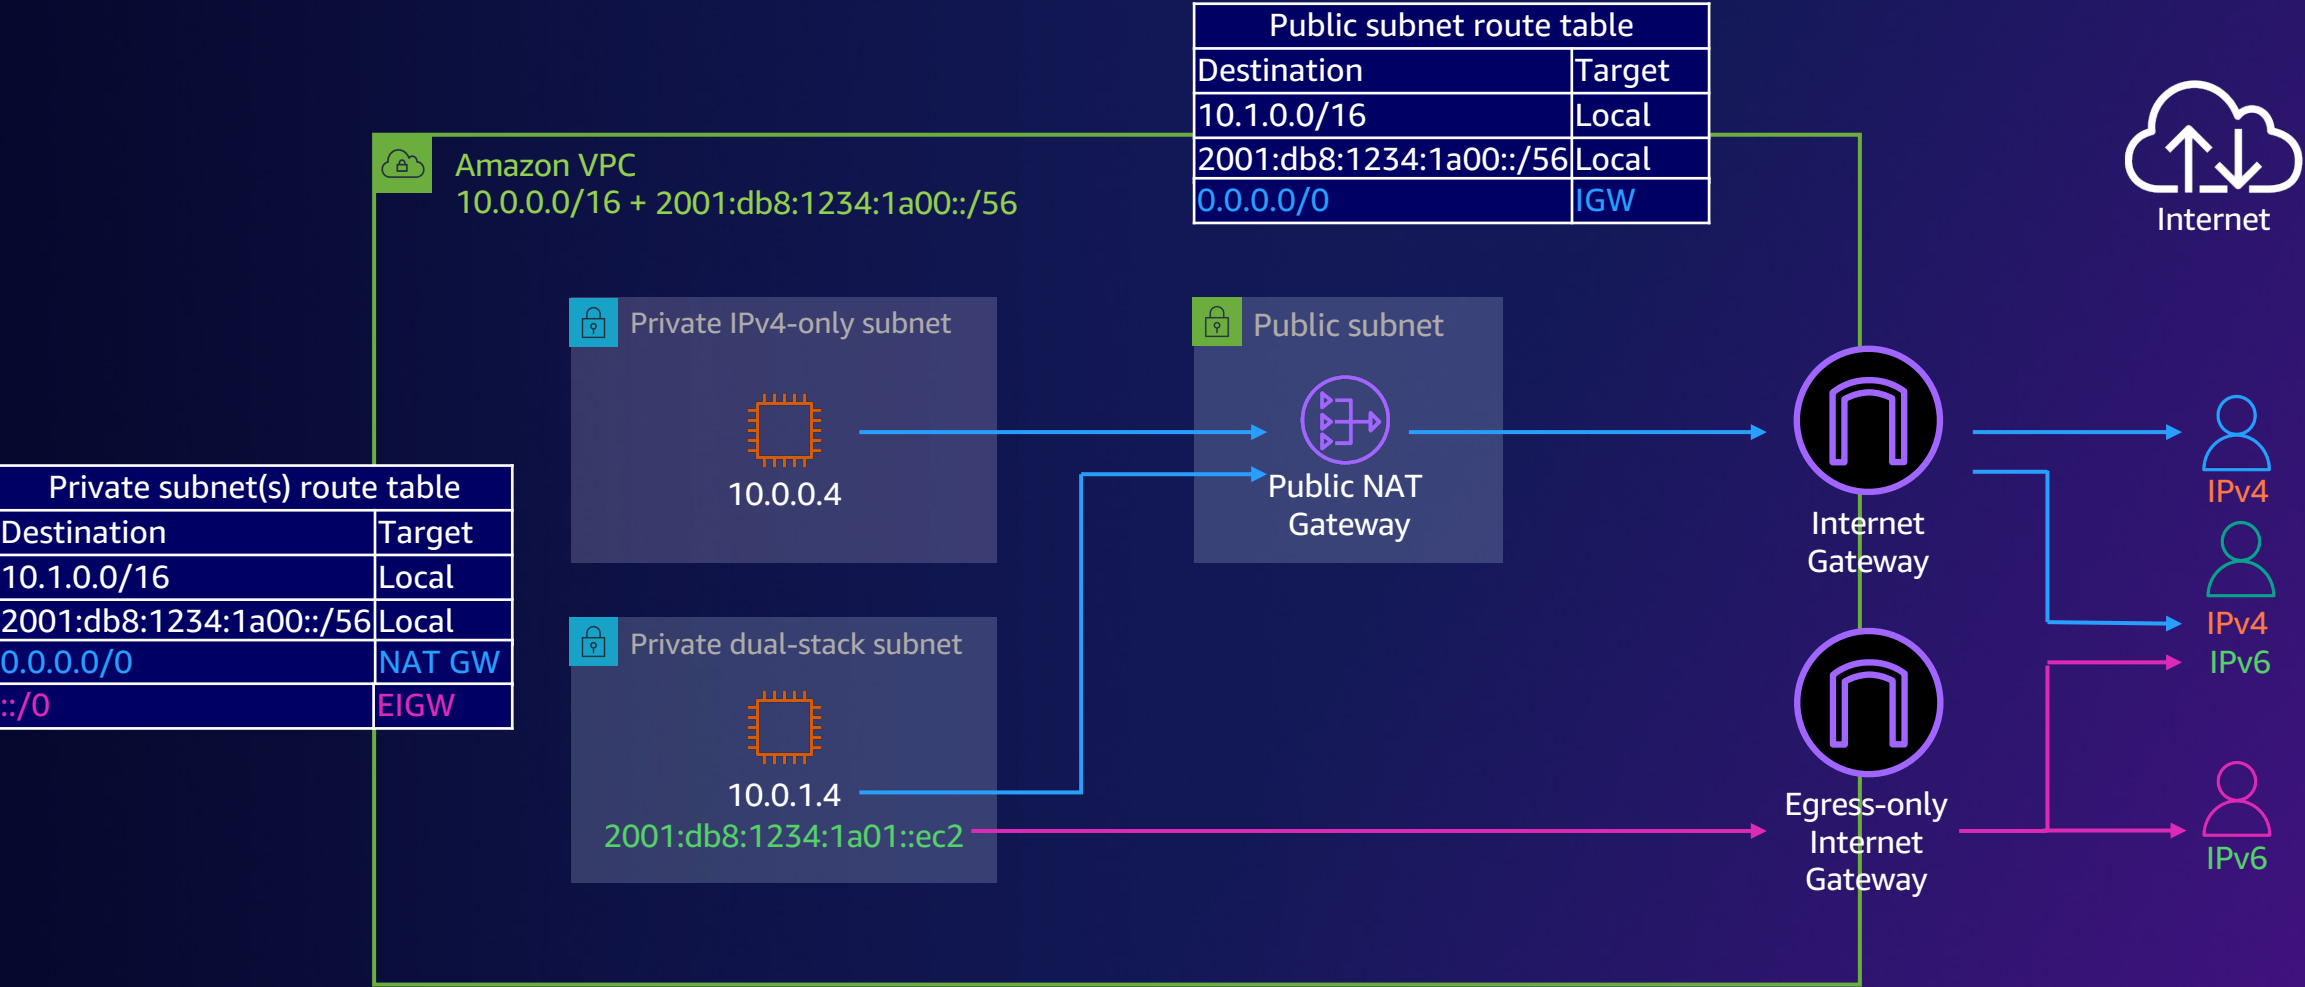 Public subnet route table
Destination Target
10.1.0.0/16 Local
2001:db8:1234:1a00::/56 Local
0.0.0.0/0 IGW
Internet
Amazon VPC
10.0.0.0/16 + 2001:db8:1234:1a00::/56
Private IPv4-only subnet
10.0.0.4
Public subnet
Public NAT
Gateway
Internet
Gateway
IPv4
IPv4
IPv6
Private subnet(s) route table
Destination Target
10.1.0.0/16 Local
2001:db8:1234:1a00::/56 Local
0.0.0.0/0 NAT GW
::/0 EIGW
Private dual-stack subnet
10.0.1.4
2001:db8:1234:1a01::ec2
Egress-only
Internet
Gateway
IPv6